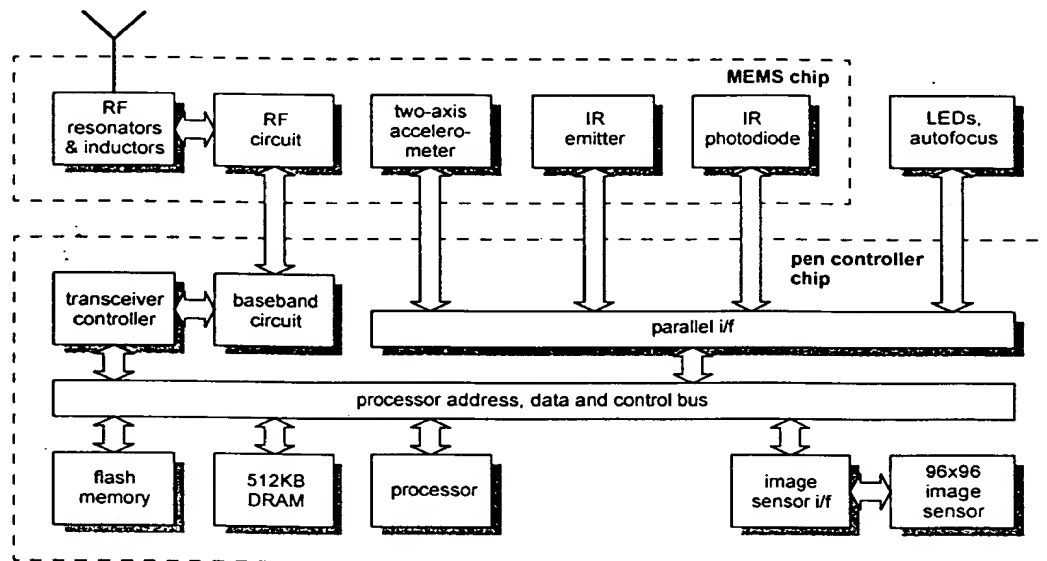 MEMS chip
RF
resonators
& inductors
RF
circuit
two-axis
accelero-
meter
IR
emitter
IR
photodiode
LEDs,
autofocus
pen controller
chip
transceiver
controller
baseband
circuit
parallel i/f
processor address, data and control bus
flash
memory
512KB
DRAM
processor
image
sensor i/f
96x96
image
sensor